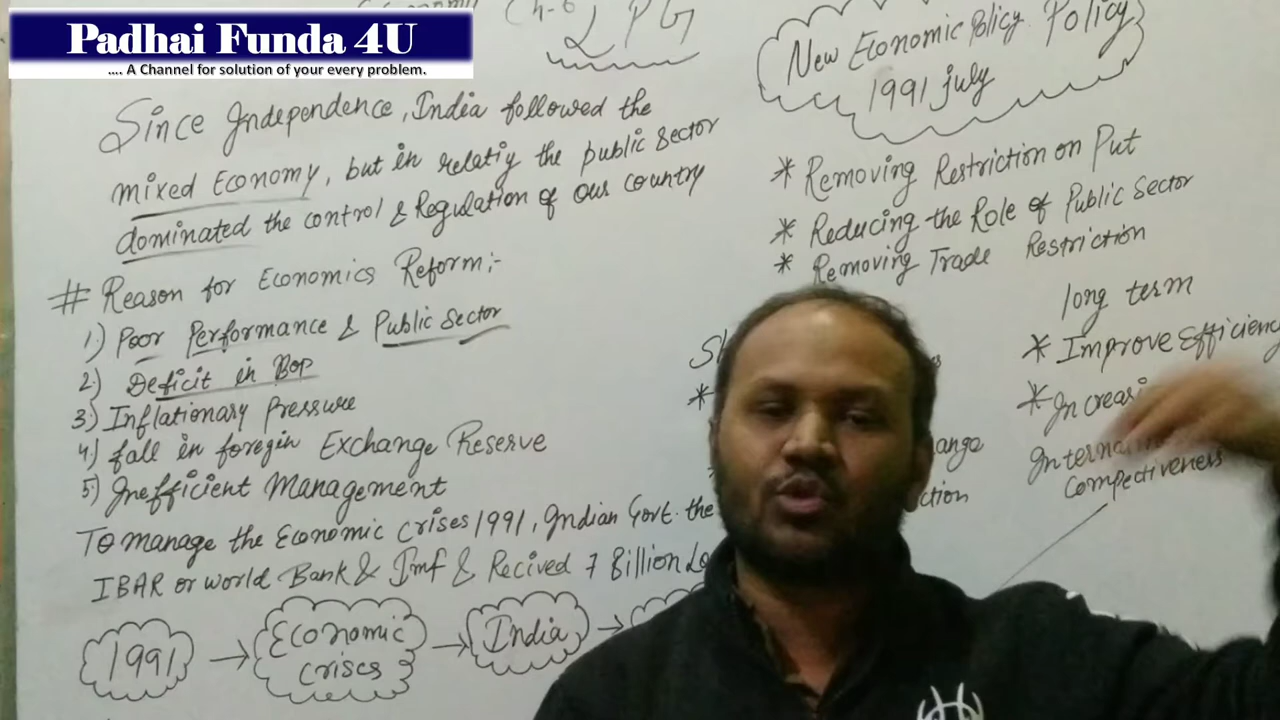 Padhai Funda 4U
.... A Channel for solution of your every problem.
(4-6) LPG
Since Independence, India followed the
mixed Economy, but in relatiy the public Sector
dominated the control & Regulation of our country
# Reason for Economics Reform:-
1) Poor Performance & Public Sector
2) Deficit in Bop
3) Inflationary Pressure
4) fall in foregin Exchange Reserve
5) Inefficient Management
To manage the Economic Crises 1991, Indian Govt. the
IBAR or world Bank & Imf & Recived 7 Billion
1991 → Economic crises → India →
New Economic Policy Policy
1991 july
* Removing Restriction on Put
* Reducing the Role of Public Sector
* Removing Trade Restriction
long term
* Improve Efficiency
*
Compectiveness